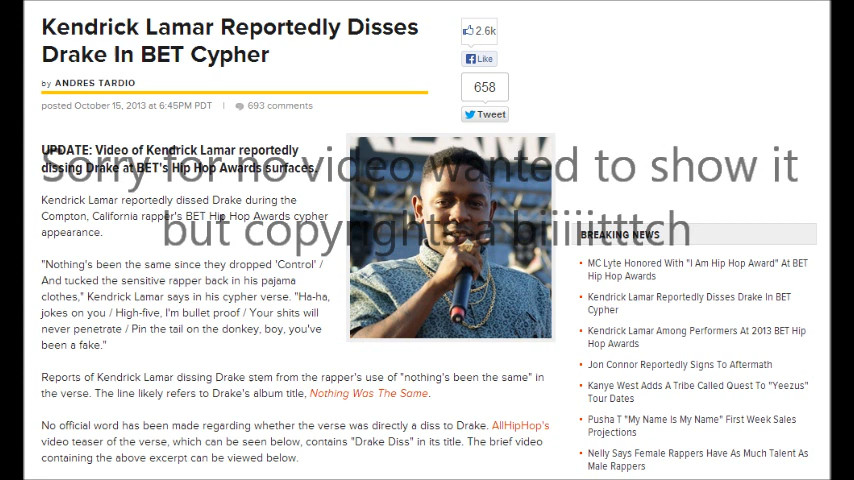 Kendrick Lamar Reportedly Disses
Drake In BET Cypher
by ANDRES TARDIO
posted October 15, 2013 at 6:45PM PDT | 693 comments
2.6k
Like
658
Tweet
UPDATE: Video of Kendrick Lamar reportedly
dissing Drake at BET's Hip Hop Awards surfaces.
Sorry for no video wanted to show it
but copyrights a biiiiitttch
Kendrick Lamar reportedly dissed Drake during the
Compton, California rapper's BET Hip Hop Awards cypher
appearance.
"Nothing's been the same since they dropped 'Control' /
And tucked the sensitive rapper back in his pajama
clothes," Kendrick Lamar says in his cypher verse. "Ha-ha,
jokes on you / High-five, I'm bullet proof / Your shits will
never penetrate / Pin the tail on the donkey, boy, you've
been a fake."
Reports of Kendrick Lamar dissing Drake stem from the rapper's use of "nothing's been the same" in
the verse. The line likely refers to Drake's album title, Nothing Was The Same.
No official word has been made regarding whether the verse was directly a diss to Drake. AllHipHop's
video teaser of the verse, which can be seen below, contains "Drake Diss" in its title. The brief video
containing the above excerpt can be viewed below.
BREAKING NEWS
MC Lyte Honored With "I Am Hip Hop Award" At BET
Hip Hop Awards
Kendrick Lamar Reportedly Disses Drake In BET
Cypher
Kendrick Lamar Among Performers At 2013 BET Hip
Hop Awards
Jon Connor Reportedly Signs To Aftermath
Kanye West Adds A Tribe Called Quest To "Yeezus"
Tour Dates
Pusha T "My Name Is My Name" First Week Sales
Projections
Nelly Says Female Rappers Have As Much Talent As
Male Rappers